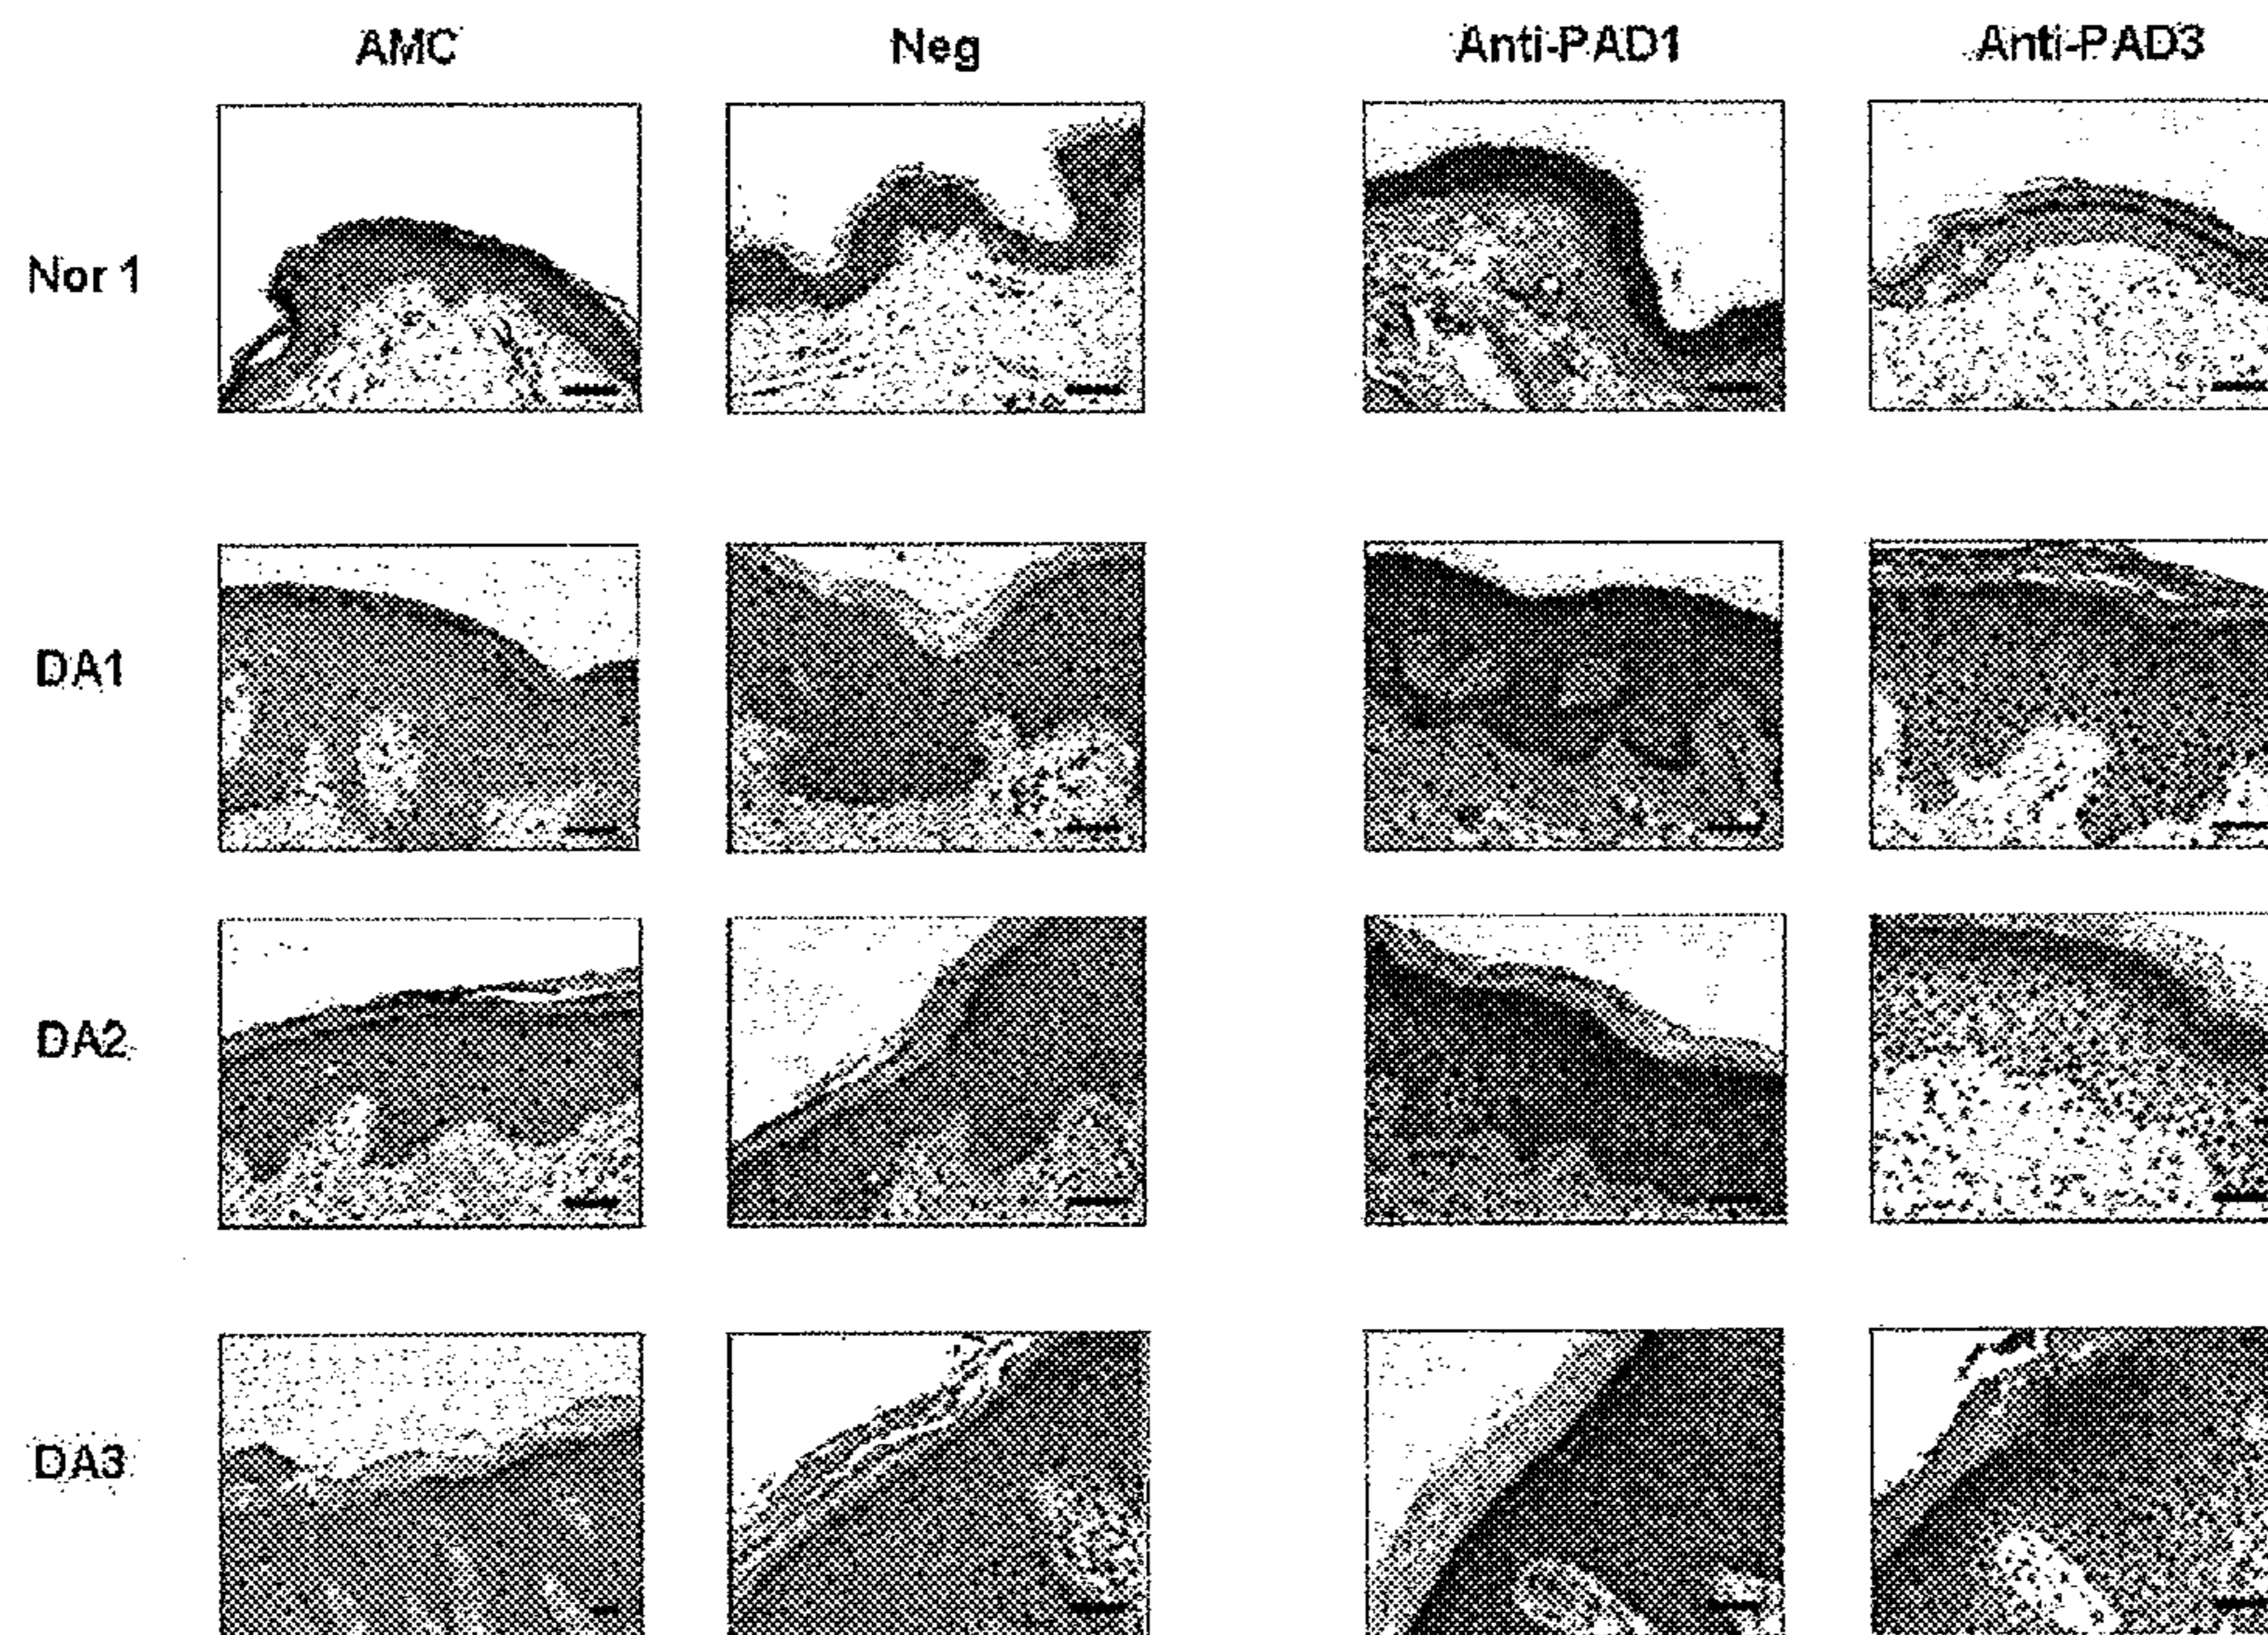 AMC Neg Anti-PAD1 Anti-PAD3
Nor 1
DA1
DA2
DA3